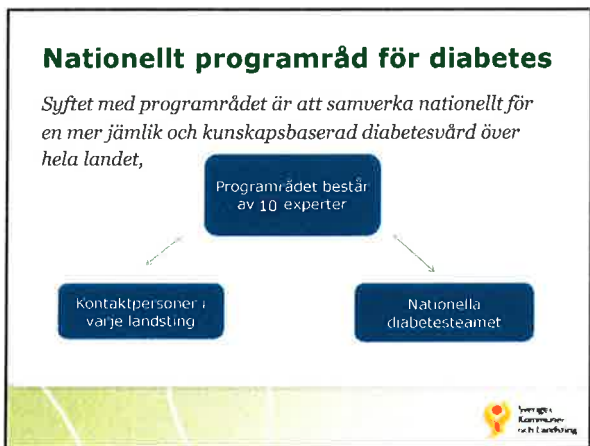 Nationellt programråd för diabetes
Syftet med programrådet är att samverka nationellt för
en mer jämlik och kunskapsbaserad diabetesvård över
hela landet,
Programrådet består
av 10 experter
Kontaktpersoner i
varje landsting
Nationella
diabetesteamet
Sveriges
Kommuner
och Landsting